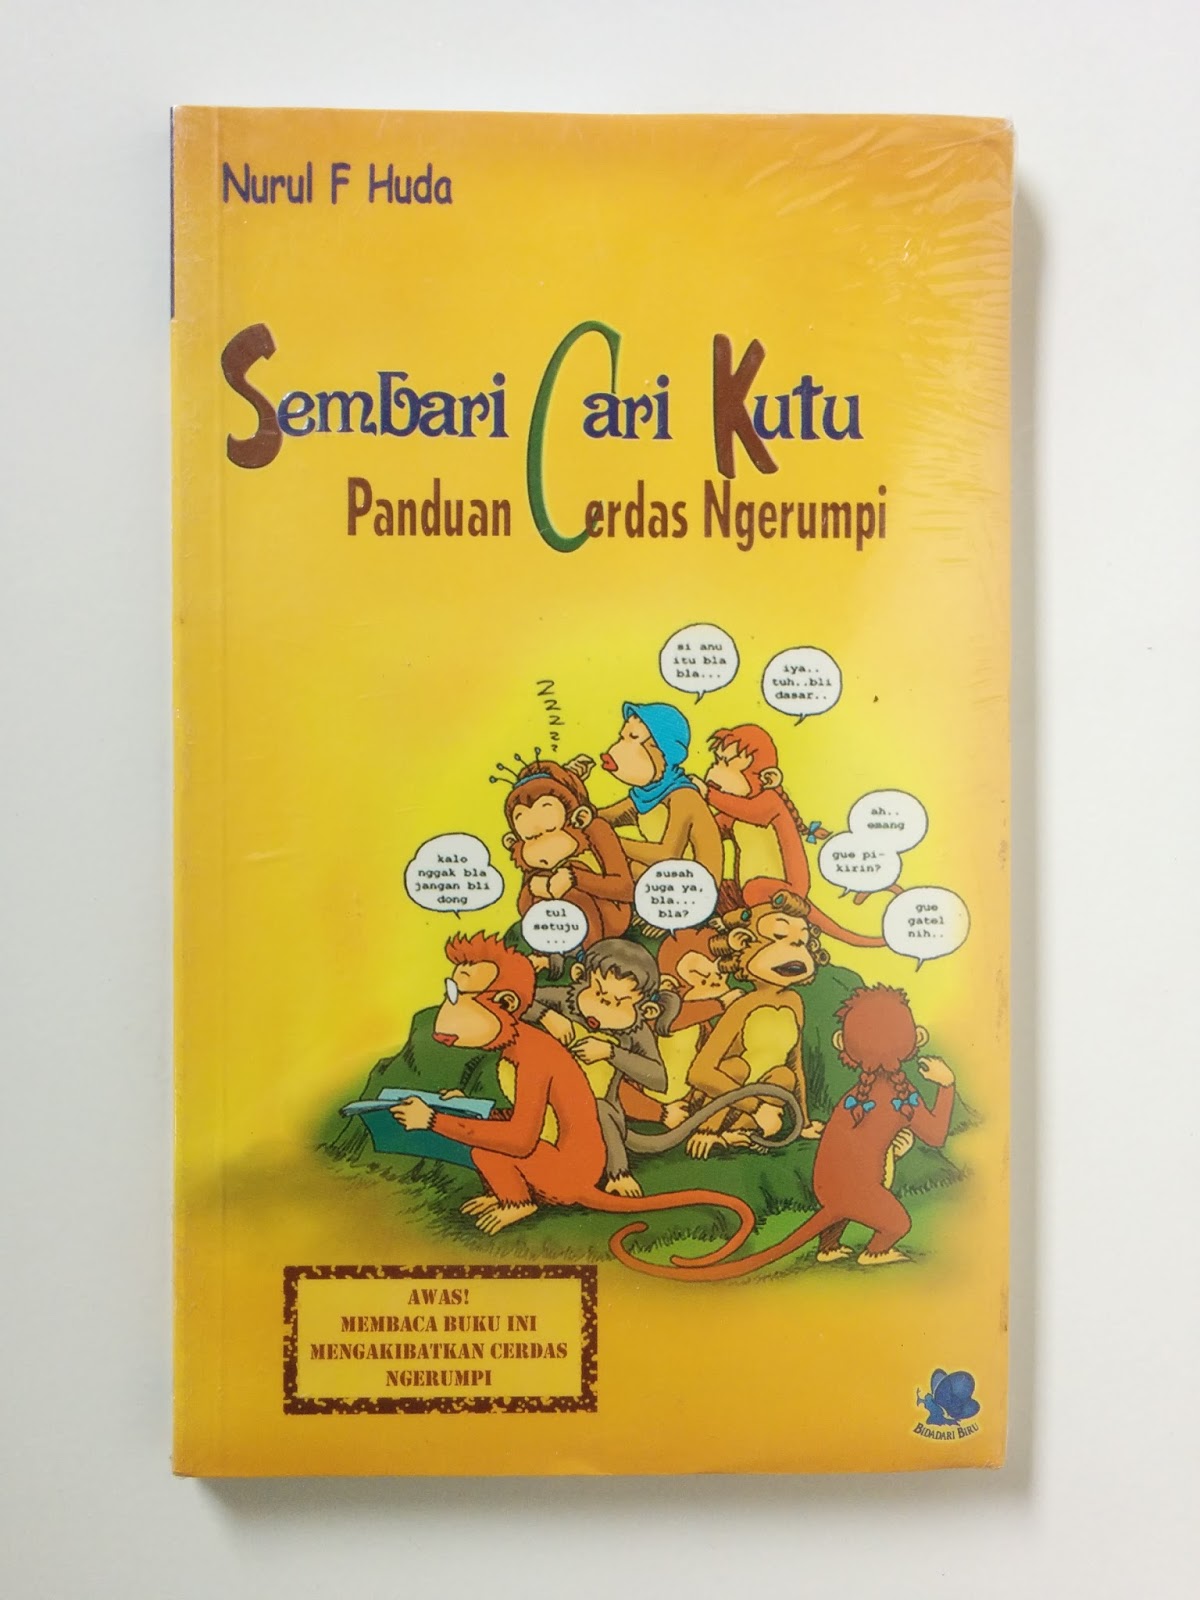 Nurul F Huda
Sembari Cari Kutu
Panduan Cerdas Ngerumpi
si anu
itu bla
bla...
iya..
tuh..bli
dasar..
ah..
emang
gue pi-
kirin?
kalo
nggak bla
jangan bli
dong
susah
juga ya,
bla...
bla?
tul
setuju
...
gue
gatel
nih..
AWAS!
MEMBACA BUKU INI
MENGAKIBATKAN CERDAS
NGERUMPI
BIDADARI BIRU